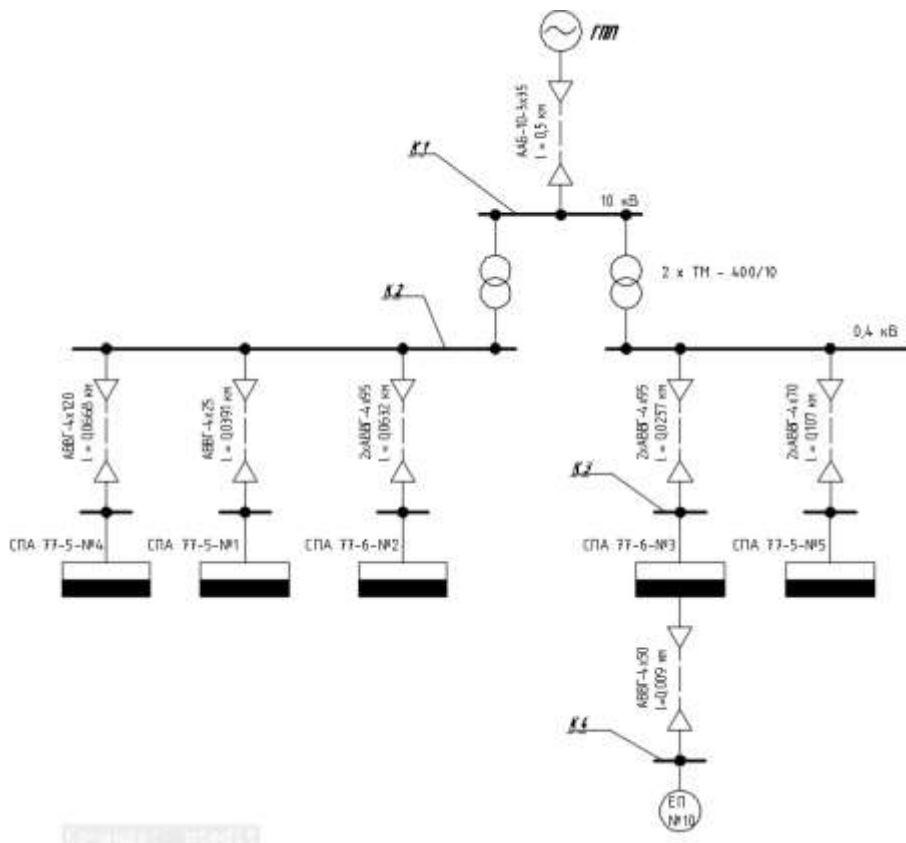 ГПП
ААБ-10-3х35
l = 0,5 км
К1
10 кВ
2 х ТМ - 400/10
К2
0,4 кВ
АВВГ-4х120
l = 0,0668 км
АВВГ-4х25
l = 0,0391 км
2хАВВГ-4х95
l = 0,0632 км
2хАВВГ-4х95
l = 0,0257 км
2хАВВГ-4х70
l = 0,107 км
К3
СПА 77-5-№4
СПА 77-5-№1
СПА 77-6-№2
СПА 77-6-№3
СПА 77-5-№5
АВВГ-4х50
l=0,009 км
К4
ЕП
№10